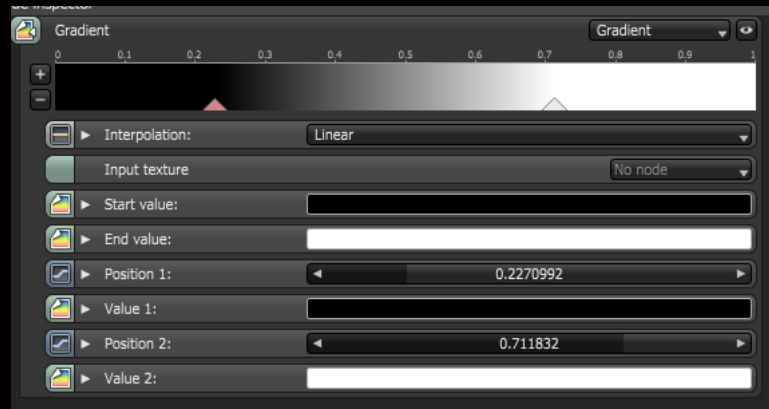 de Inspector
Gradient Gradient
0 0,1 0,2 0,3 0,4 0,5 0,6 0,7 0,8 0,9 1
+
−
Interpolation: Linear
Input texture No node
Start value:
End value:
Position 1: 0.2270992
Value 1:
Position 2: 0.711832
Value 2: